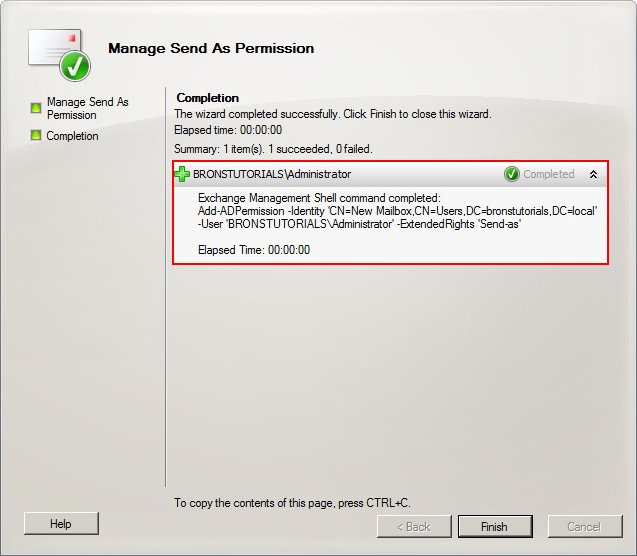 Manage Send As Permission
Manage Send As
Permission
Completion
Completion
The wizard completed successfully. Click Finish to close this wizard.
Elapsed time: 00:00:00
Summary: 1 item(s). 1 succeeded, 0 failed.
BRONSTUTORIALS\Administrator Completed
Exchange Management Shell command completed:
Add-ADPermission -Identity 'CN=New Mailbox,CN=Users,DC=bronstutorials,DC=local'
-User 'BRONSTUTORIALS\Administrator' -ExtendedRights 'Send-as'
Elapsed Time: 00:00:00
To copy the contents of this page, press CTRL+C.
Help
< Back
Finish
Cancel